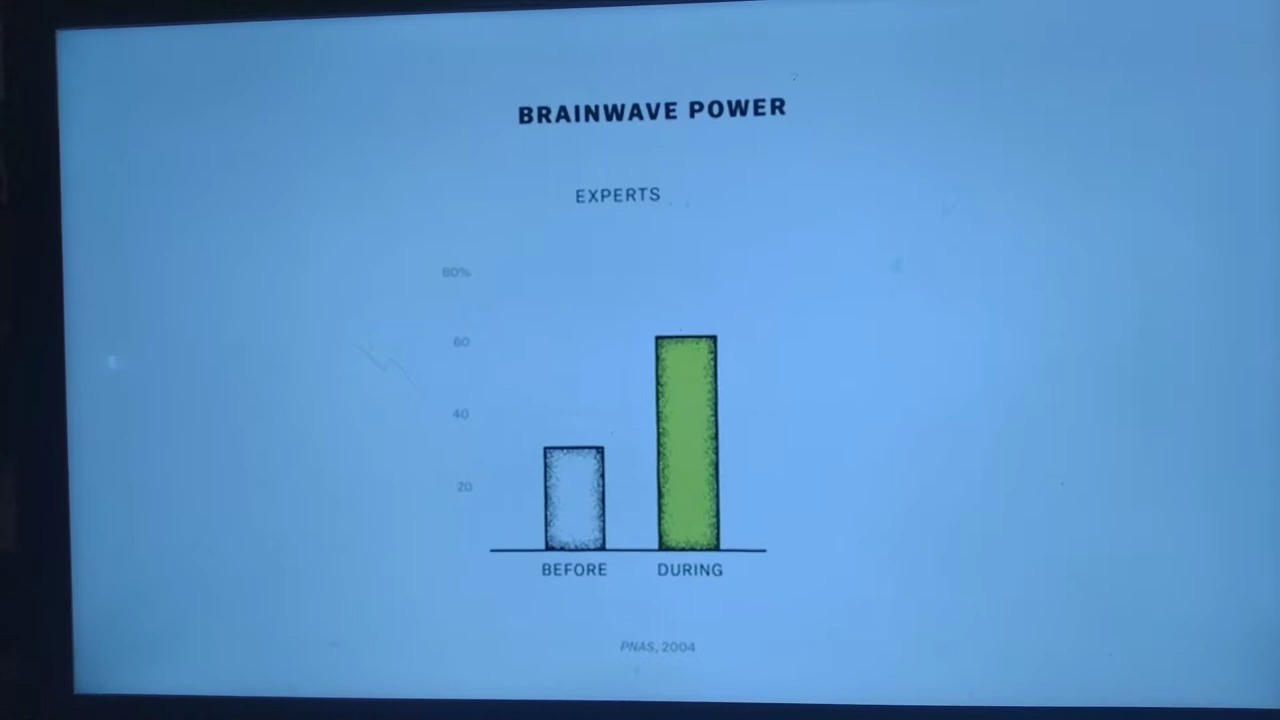 BRAINWAVE POWER
EXPERTS
80%
60
40
20
BEFORE DURING
PNAS, 2004